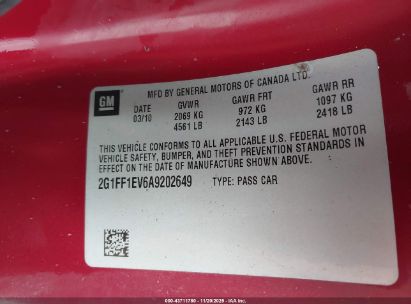 GM
MFD BY GENERAL MOTORS OF CANADA LTD.
DATE GVWR GAWR FRT GAWR RR
03/10 2069 KG 972 KG 1097 KG
4561 LB 2143 LB 2418 LB
THIS VEHICLE CONFORMS TO ALL APPLICABLE U.S. FEDERAL MOTOR
VEHICLE SAFETY, BUMPER, AND THEFT PREVENTION STANDARDS
IN EFFECT ON THE DATE OF MANUFACTURE SHOWN ABOVE.
2G1FF1EV6A9202649 TYPE: PASS CAR